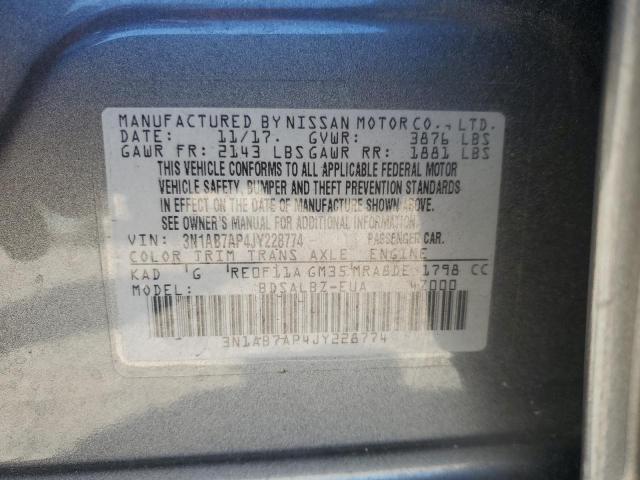 MANUFACTURED BY NISSAN MOTOR CO., LTD.
DATE: 11/17. GVWR: 3876 LBS
GAWR FR: 2143 LBS GAWR RR: 1881 LBS
THIS VEHICLE CONFORMS TO ALL APPLICABLE FEDERAL MOTOR
VEHICLE SAFETY, BUMPER AND THEFT PREVENTION STANDARDS
IN EFFECT ON THE DATE OF MANUFACTURE SHOWN ABOVE.
SEE OWNER'S MANUAL FOR ADDITIONAL INFORMATION.
VIN: 3N1AB7AP4JY228774 PASSENGER CAR.
COLOR TRIM TRANS AXLE ENGINE
KAD G RE0F11A GM35 MRA8DE 1798 CC
MODEL: BDSALBZ-EUA 47000
3N1AB7AP4JY228774